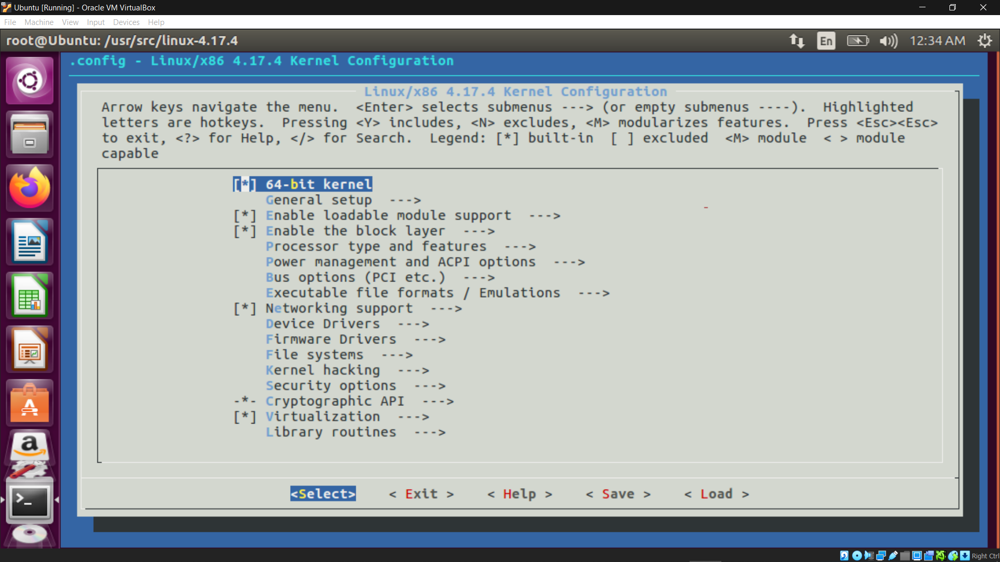 Ubuntu [Running] - Oracle VM VirtualBox
File Machine View Input Devices Help
root@Ubuntu: /usr/src/linux-4.17.4 En 12:34 AM
.config - Linux/x86 4.17.4 Kernel Configuration
Linux/x86 4.17.4 Kernel Configuration
Arrow keys navigate the menu.  <Enter> selects submenus ---> (or empty submenus ----).  Highlighted
letters are hotkeys.  Pressing <Y> includes, <N> excludes, <M> modularizes features.  Press <Esc><Esc>
to exit, <?> for Help, </> for Search.  Legend: [*] built-in  [ ] excluded  <M> module  < > module
capable
[*] 64-bit kernel
General setup  --->
[*] Enable loadable module support  --->
[*] Enable the block layer  --->
Processor type and features  --->
Power management and ACPI options  --->
Bus options (PCI etc.)  --->
Executable file formats / Emulations  --->
[*] Networking support  --->
Device Drivers  --->
Firmware Drivers  --->
File systems  --->
Kernel hacking  --->
Security options  --->
-*- Cryptographic API  --->
[*] Virtualization  --->
Library routines  --->
<Select>    < Exit >    < Help >    < Save >    < Load >
Right Ctrl